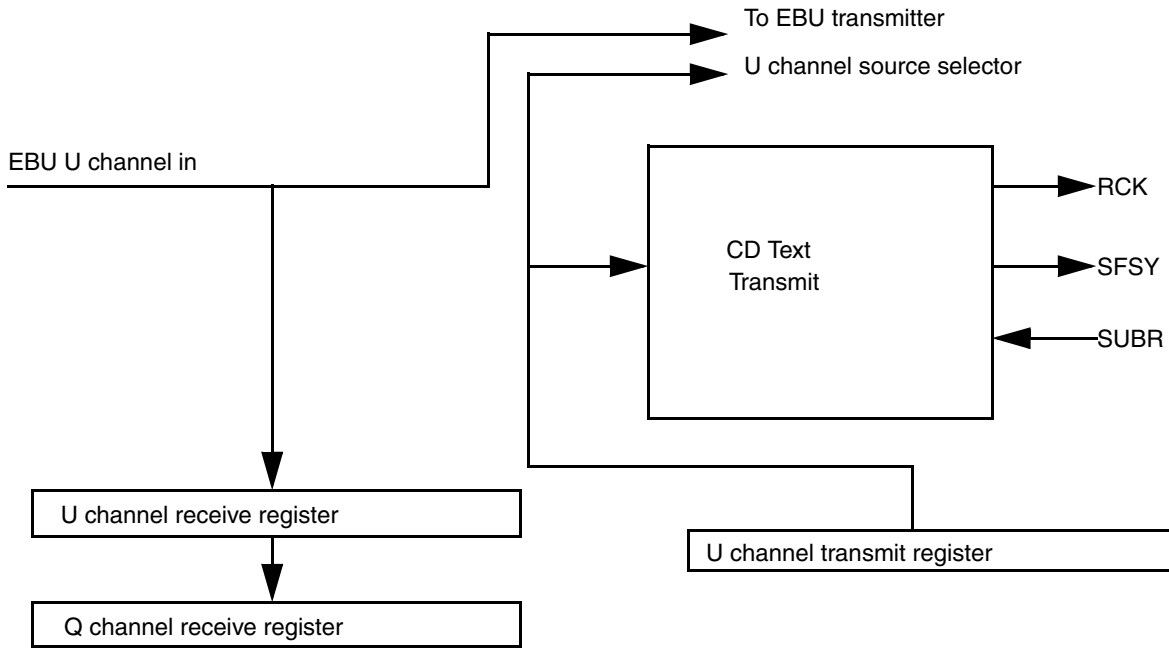 To EBU transmitter
U channel source selector
EBU U channel in
RCK
CD Text
Transmit
SFSY
SUBR
U channel receive register
U channel transmit register
Q channel receive register